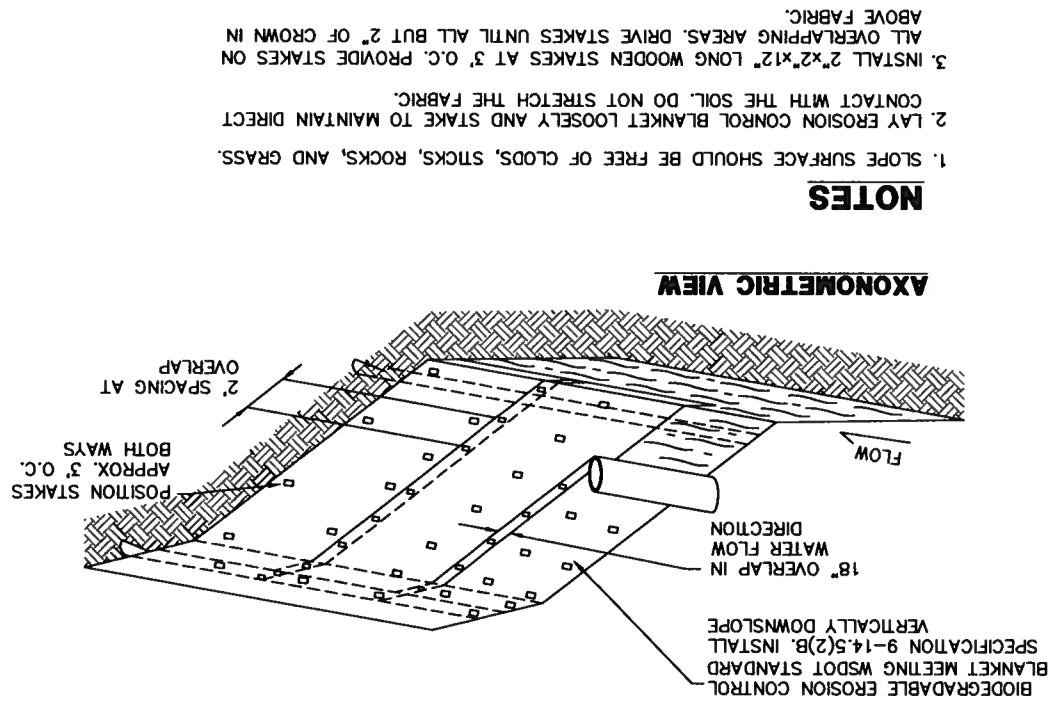 BIODEGRADABLE EROSION CONTROL
BLANKET MEETING WSDOT STANDARD
SPECIFICATION 9-14.5(2)B. INSTALL
VERTICALLY DOWNSLOPE
18" OVERLAP IN
WATER FLOW
DIRECTION
POSITION STAKES
APPROX. 3' O.C.
BOTH WAYS
FLOW
2' SPACING AT
OVERLAP
AXONOMETRIC VIEW
NOTES
1. SLOPE SURFACE SHOULD BE FREE OF CLODS, STICKS, ROCKS, AND GRASS.
2. LAY EROSION CONTROL BLANKET LOOSELY AND STAKE TO MAINTAIN DIRECT
CONTACT WITH THE SOIL. DO NOT STRETCH THE FABRIC.
3. INSTALL 2"x2"x12" LONG WOODEN STAKES AT 3' O.C. PROVIDE STAKES ON
ALL OVERLAPPING AREAS. DRIVE STAKES UNTIL ALL BUT 2" OF CROWN IN
ABOVE FABRIC.